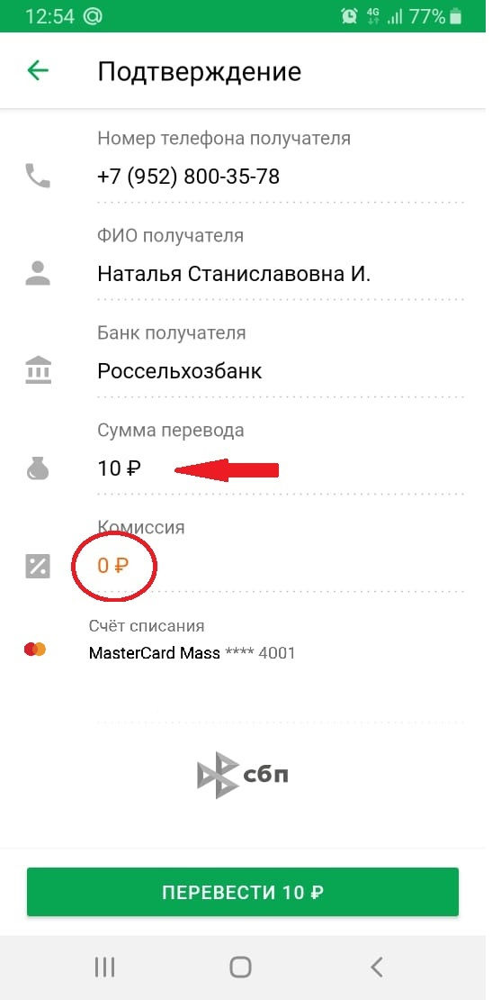 12:54 @ 4G 77%
Подтверждение
Номер телефона получателя
+7 (952) 800-35-78
ФИО получателя
Наталья Станиславовна И.
Банк получателя
Россельхозбанк
Сумма перевода
10 ₽
Комиссия
0 ₽
Счёт списания
MasterCard Mass **** 4001
сбп
ПЕРЕВЕСТИ 10 ₽